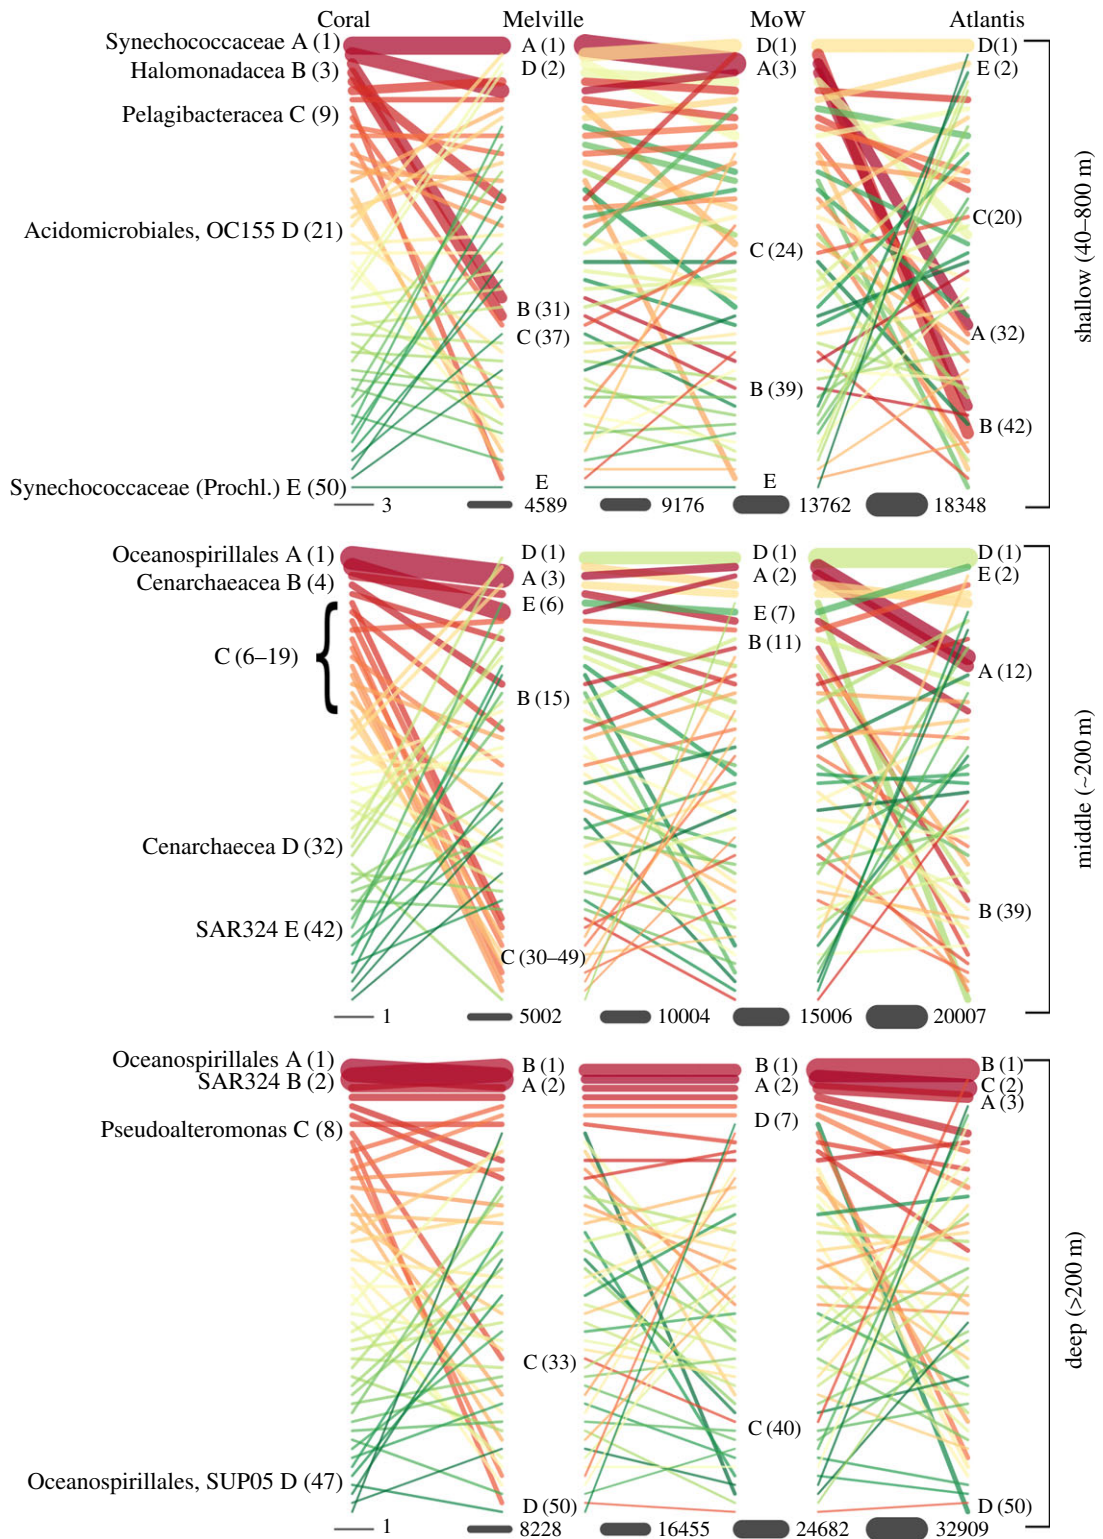 Coral Melville MoW Atlantis
Synechococcaceae A (1) A (1) D(1) D(1)
Halomonadacea B (3) D (2) A(3) E (2)
Pelagibacteracea C (9)
C(20)
Acidomicrobiales, OC155 D (21) C (24)
B (31)
C (37) A (32)
B (39)
B (42)
Synechococcaceae (Prochl.) E (50) E E
3 4589 9176 13762 18348
shallow (40–800 m)
Oceanospirillales A (1) D (1) D (1) D (1)
Cenarchaeacea B (4) A (3) A (2) E (2)
E (6) E (7)
C (6–19) B (11) A (12)
B (15)
Cenarchaecea D (32)
SAR324 E (42) B (39)
C (30–49)
1 5002 10004 15006 20007
middle (~200 m)
Oceanospirillales A (1) B (1) B (1) B (1)
SAR324 B (2) A (2) A (2) C (2)
A (3)
Pseudoalteromonas C (8) D (7)
C (33)
C (40)
Oceanospirillales, SUP05 D (47)
D (50) D (50)
1 8228 16455 24682 32909
deep (>200 m)